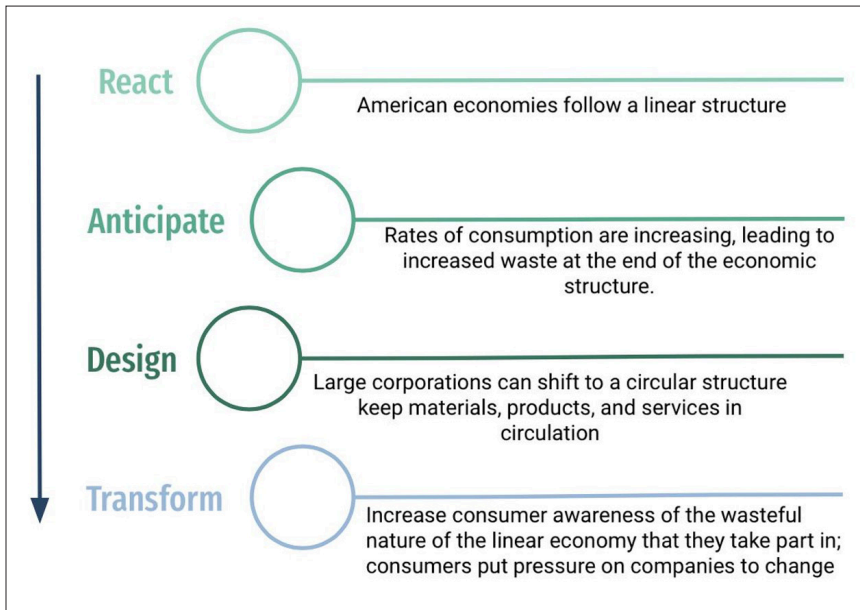 React
American economies follow a linear structure
Anticipate
Rates of consumption are increasing, leading to
increased waste at the end of the economic
structure.
Design
Large corporations can shift to a circular structure
keep materials, products, and services in
circulation
Transform
Increase consumer awareness of the wasteful
nature of the linear economy that they take part in;
consumers put pressure on companies to change